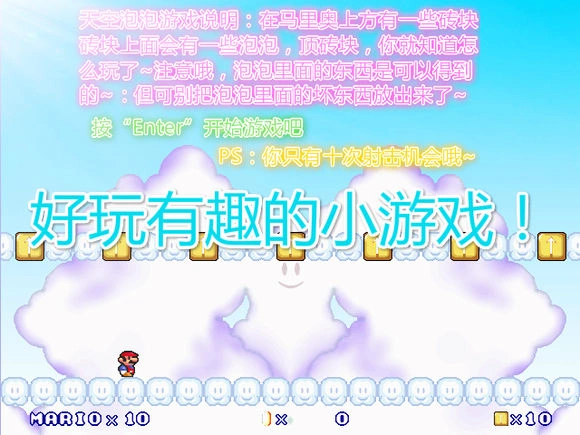 天空泡泡游戏说明：在马里奥上方有一些砖块
砖块上面会有一些泡泡，顶砖块，你就知道怎
么玩了~注意哦，泡泡里面的东西是可以得到
的~：但可别把泡泡里面的坏东西放出来了~
按“Enter”开始游戏吧
PS：你只有十次射击机会哦~
好玩有趣的小游戏！
MARIO x 10
x 0
x 10